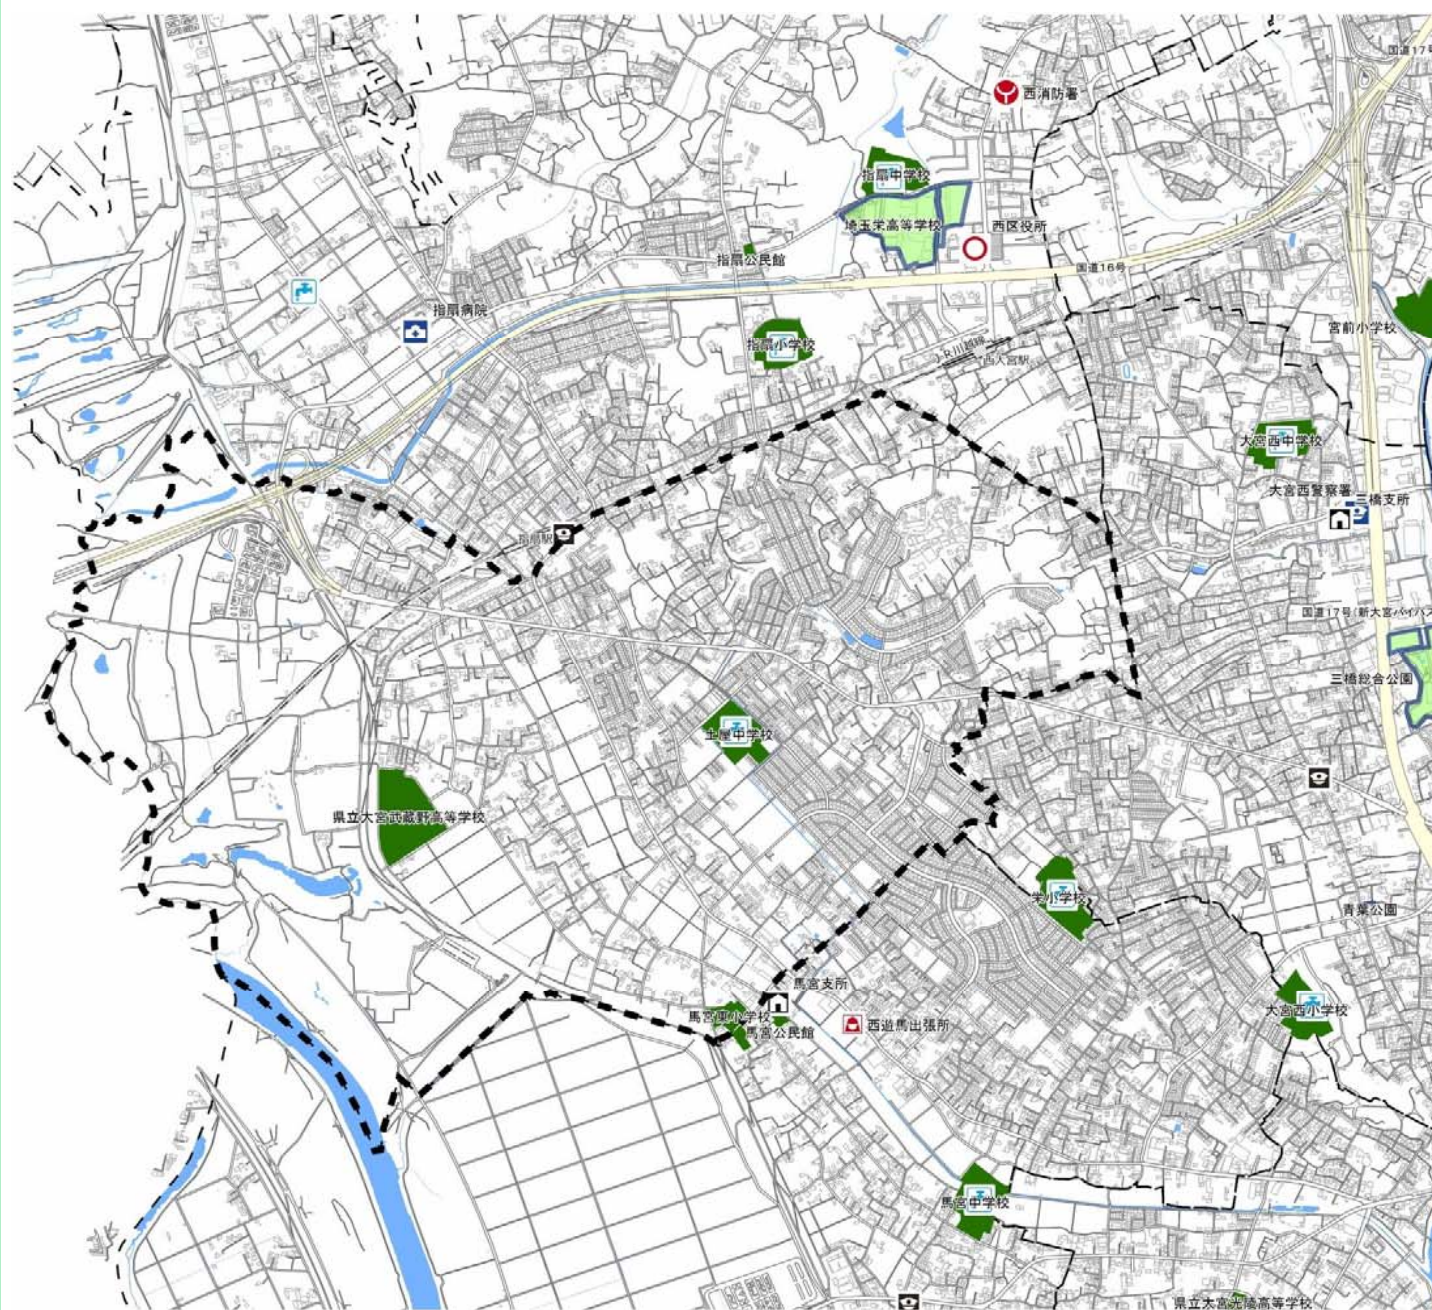 国道17号
西消防署
指扇中学校
埼玉栄高等学校
西区役所
指扇公民館
国道16号
指扇病院
宮前小学校
指扇小学校
JR川越線
西大宮駅
大宮西中学校
大宮西警察署
三橋支所
指扇駅
国道17号(新大宮バイパス
三橋総合公園
土屋中学校
県立大宮武蔵野高等学校
栄小学校
青葉公園
馬宮支所
馬宮東小学校
大宮西小学校
西遊馬出張所
馬宮公民館
馬宮中学校
県立大宮光陵高等学校